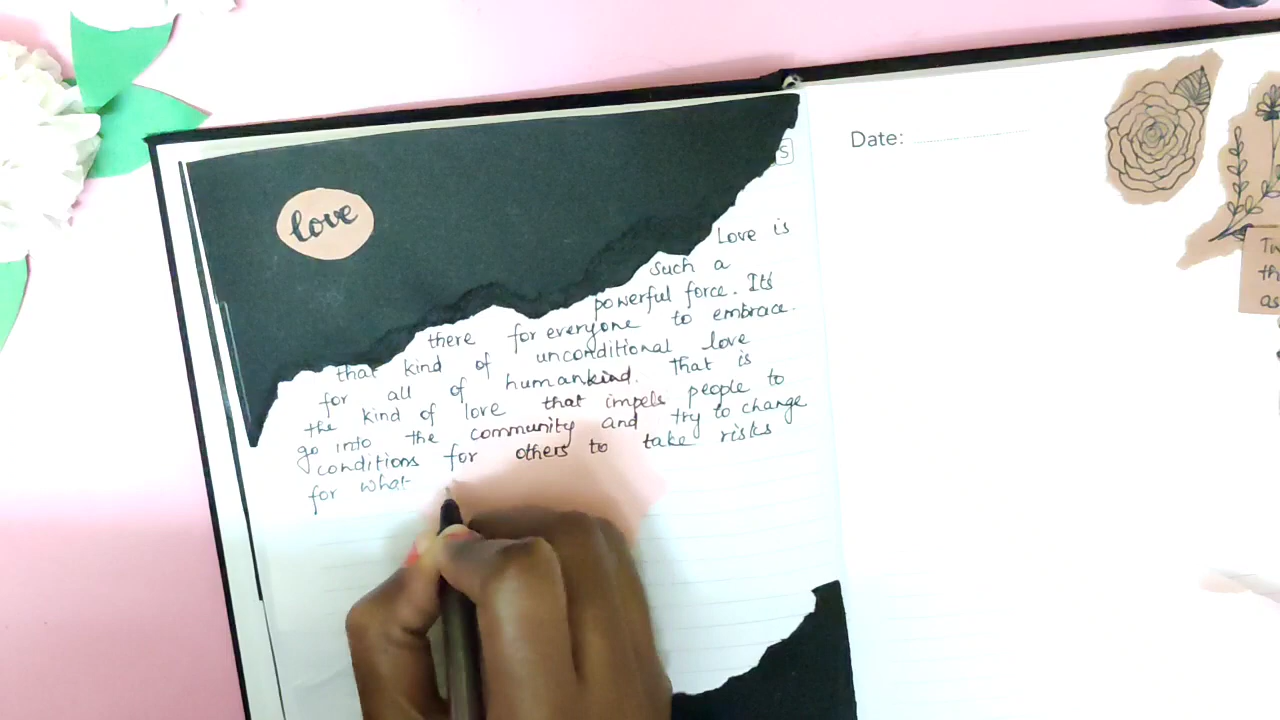 love
S
Love is
such a
powerful force. It's
there for everyone to embrace.
that kind of unconditional love
for all of humankind. That is
the kind of love that impels people to
go into the community and try to change
conditions for others to take risks
for what
Date:
th
as